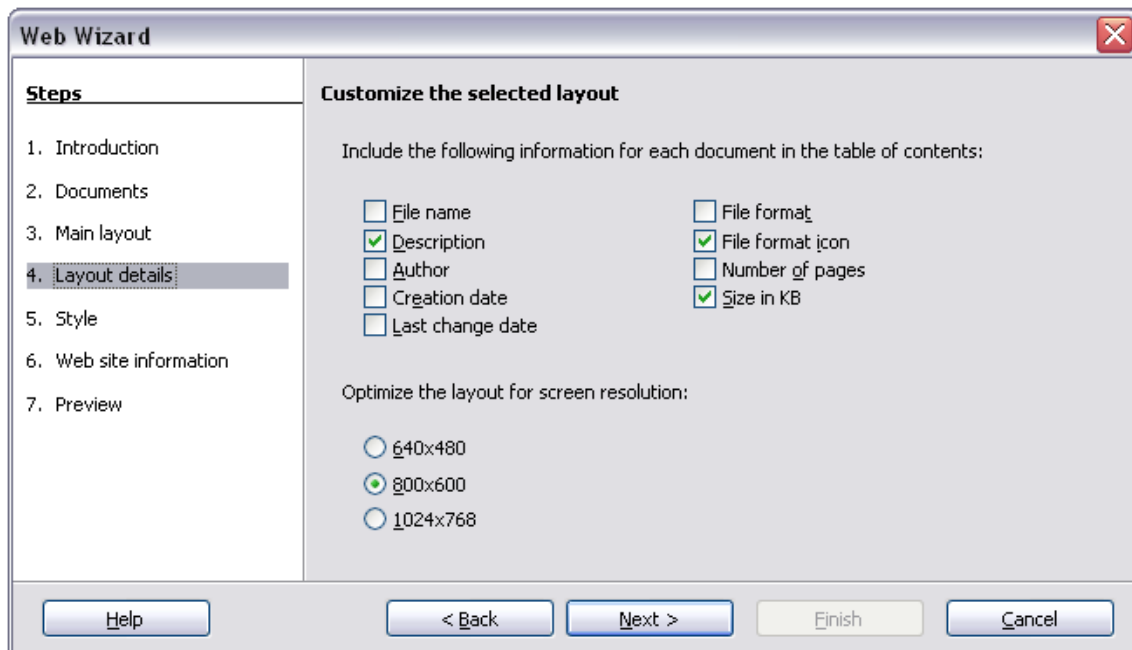 Web Wizard
Steps
1. Introduction
2. Documents
3. Main layout
4. Layout details
5. Style
6. Web site information
7. Preview
Customize the selected layout
Include the following information for each document in the table of contents:
File name
Description
Author
Creation date
Last change date
File format
File format icon
Number of pages
Size in KB
Optimize the layout for screen resolution:
640x480
800x600
1024x768
Help
< Back
Next >
Finish
Cancel